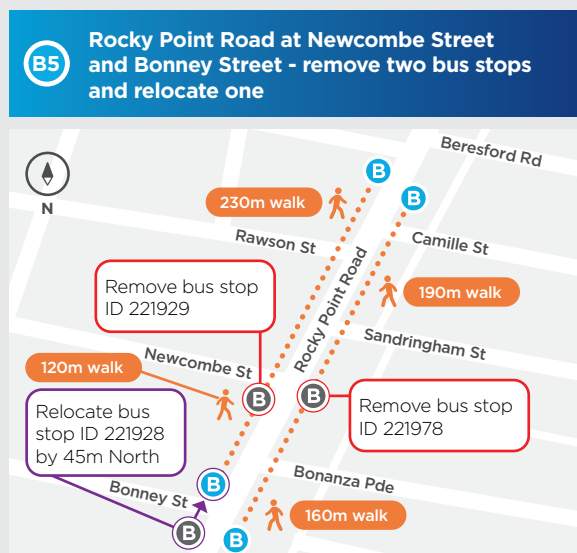 B5
Rocky Point Road at Newcombe Street
and Bonney Street - remove two bus stops
and relocate one
N
Beresford Rd
B
B
230m walk
Rawson St
Camille St
Rocky Point Road
190m walk
Remove bus stop
ID 221929
Sandringham St
Newcombe St
120m walk
B
B
Remove bus stop
ID 221978
Relocate bus
stop ID 221928
by 45m North
Bonanza Pde
Bonney St
B
160m walk
B
B